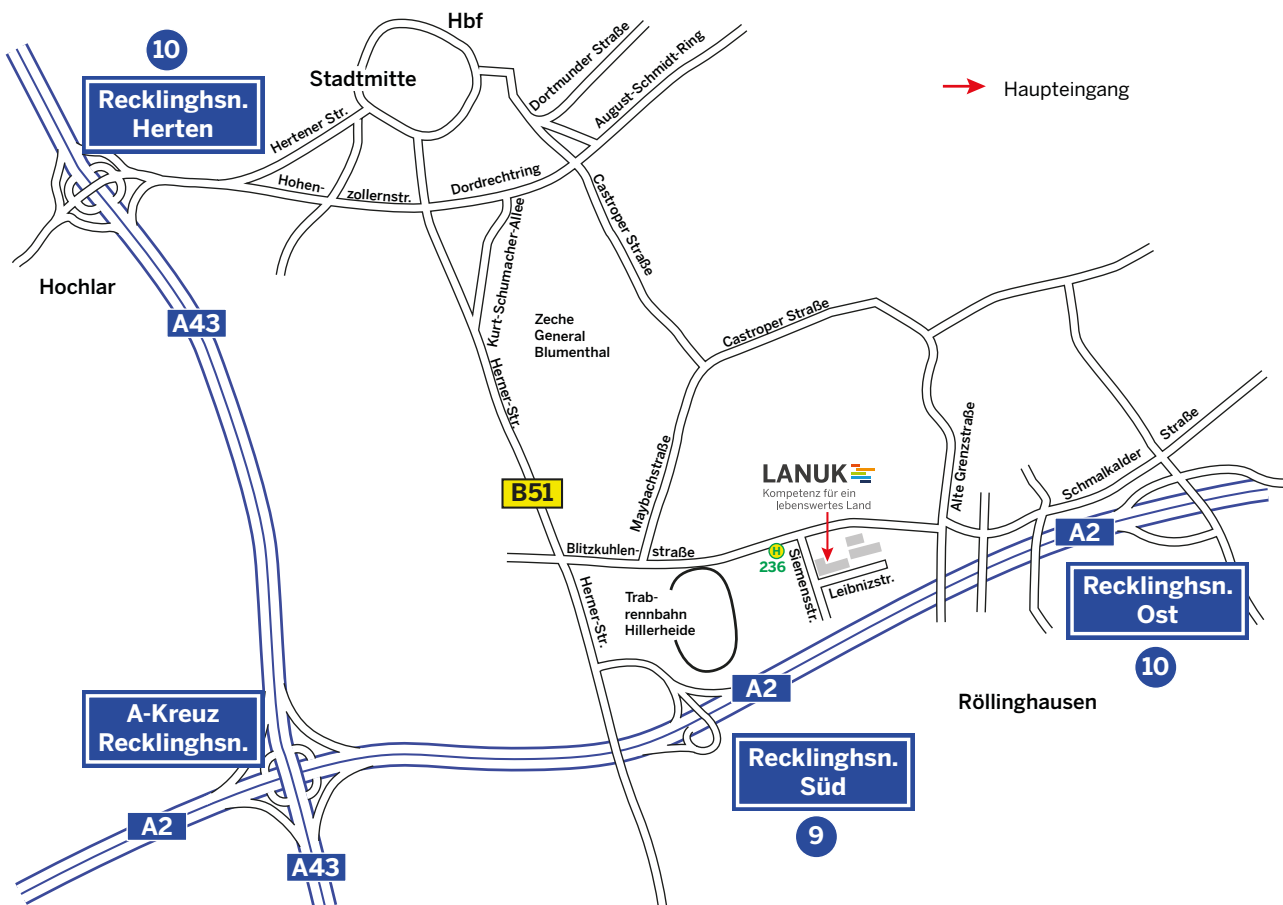 Hbf
10
Stadtmitte
Recklinghsn.
Herten
Hertener Str.
Dortmunder Straße
August-Schmidt-Ring
Haupteingang
Hohen-
zollernstr.
Dordrechtring
Castroper Straße
Kurt-Schumacher-Allee
Hochlar
A43
Zeche
General
Blumenthal
Castroper Straße
Herner-Str.
Maybachstraße
Alte Grenzstraße
Schmalkalder
Straße
LANUK
Kompetenz für ein
lebenswertes Land
B51
A2
Blitzkuhlen-
straße
H
236
Siemensstr.
Leibnizstr.
Herner-Str.
Trab-
rennbahn
Hillerheide
Recklinghsn.
Ost
10
A2
Röllinghausen
A-Kreuz
Recklinghsn.
Recklinghsn.
Süd
9
A2
A43